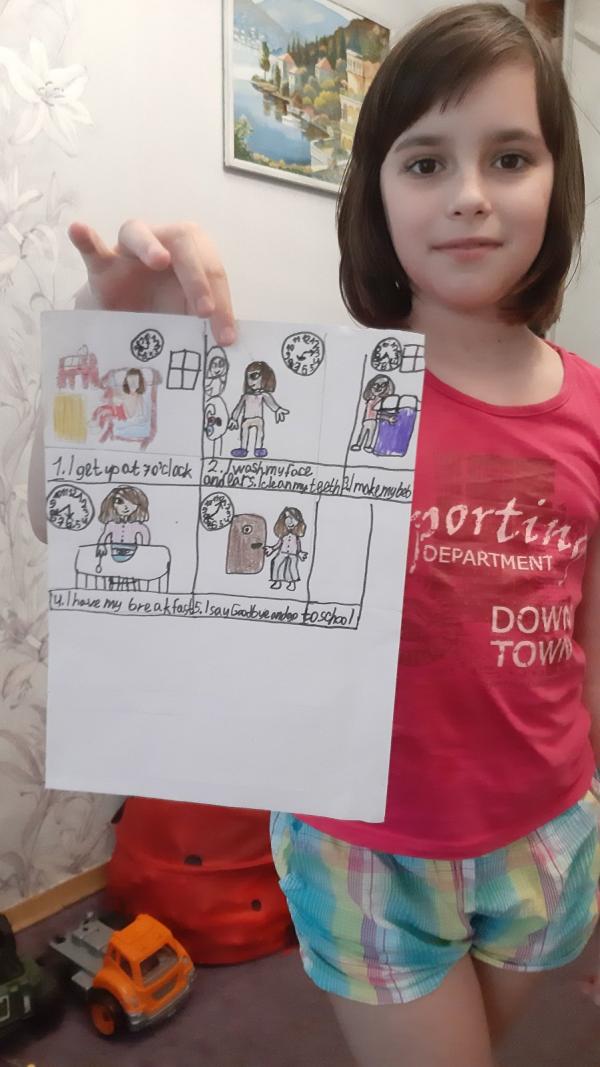 1. I get up at 7 o'clock
2. I wash my face
and ears. I clean my teeth
3. I make my beb
4. I have my breakfast
5. I say Goodbye and go to school
porting
DEPARTMENT
DOWN
TOWN